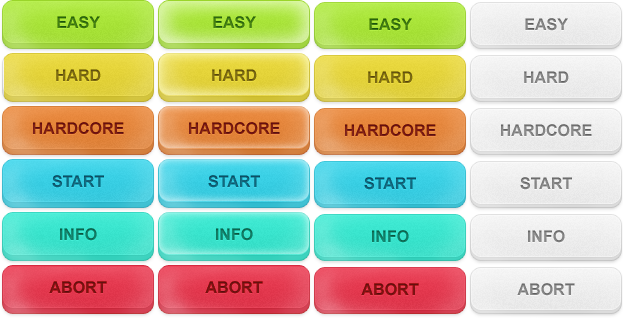 EASY EASY EASY EASY
HARD HARD HARD HARD
HARDCORE HARDCORE HARDCORE HARDCORE
START START START START
INFO INFO INFO INFO
ABORT ABORT ABORT ABORT